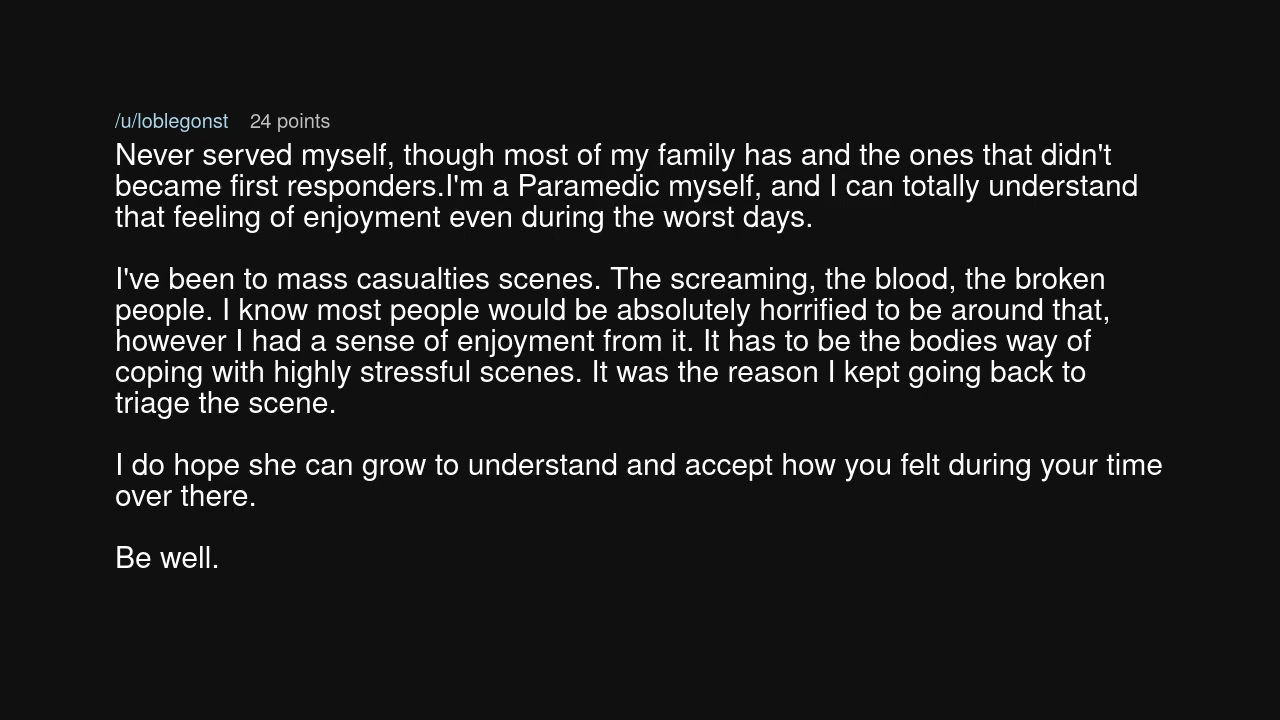 /u/loblegonst 24 points
Never served myself, though most of my family has and the ones that didn't
became first responders.I'm a Paramedic myself, and I can totally understand
that feeling of enjoyment even during the worst days.
I've been to mass casualties scenes. The screaming, the blood, the broken
people. I know most people would be absolutely horrified to be around that,
however I had a sense of enjoyment from it. It has to be the bodies way of
coping with highly stressful scenes. It was the reason I kept going back to
triage the scene.
I do hope she can grow to understand and accept how you felt during your time
over there.
Be well.